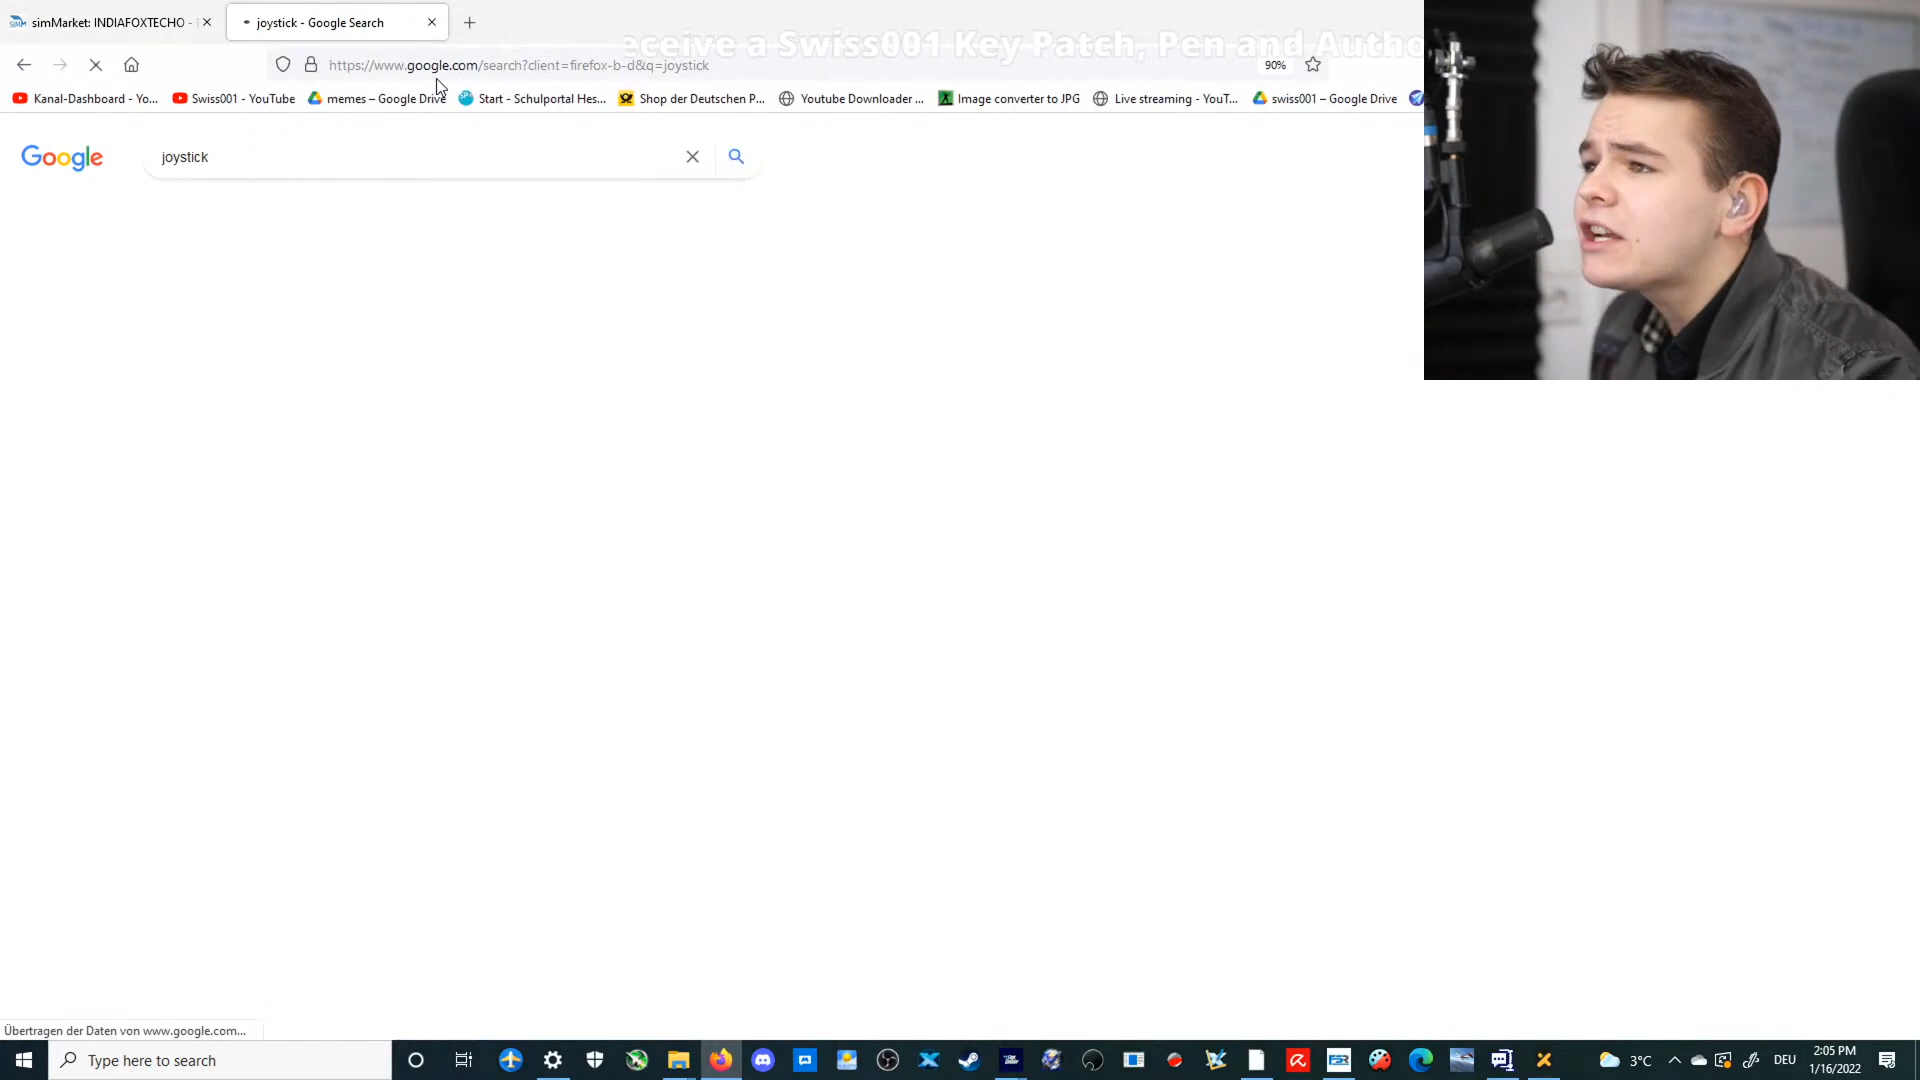 simMarket: INDIAFOXTECHO -
joystick - Google Search
eceive a Swiss001 Key Patch, Pen and Autho
https://www.google.com/search?client=firefox-b-d&q=joystick
90%
Kanal-Dashboard - Yo...
Swiss001 - YouTube
memes – Google Drive
Start - Schulportal Hes...
Shop der Deutschen P...
Youtube Downloader ...
Image converter to JPG
Live streaming - YouT...
swiss001 – Google Drive
Google
joystick
Übertragen der Daten von www.google.com...
Type here to search
3°C
DEU
2:05 PM
1/16/2022